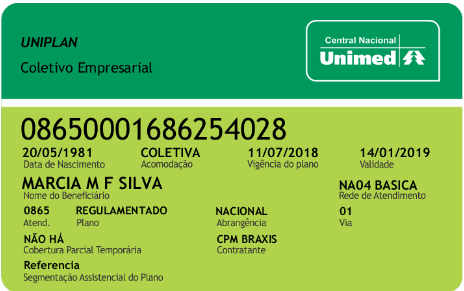 UNIPLAN
Coletivo Empresarial
Central Nacional
Unimed
08650001686254028
20/05/1981 COLETIVA 11/07/2018 14/01/2019
Data de Nascimento Acomodação Vigência do plano Validade
MARCIA M F SILVA NA04 BASICA
Nome do Beneficiário Rede de Atendimento
0865 REGULAMENTADO NACIONAL 01
Atend. Plano Abrangência Via
NÃO HÁ CPM BRAXIS
Cobertura Parcial Temporária Contratante
Referencia
Segmentação Assistencial do Plano